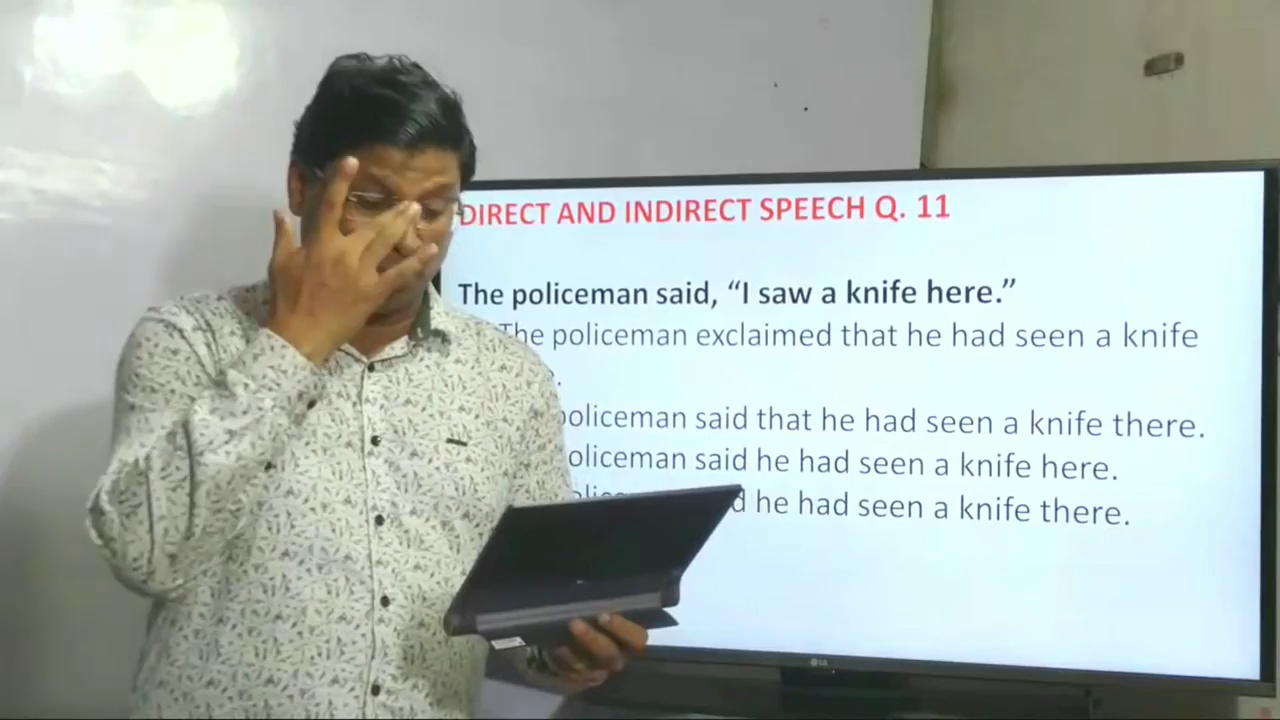 DIRECT AND INDIRECT SPEECH Q. 11
The policeman said, “I saw a knife here.”
The policeman exclaimed that he had seen a knife
policeman said that he had seen a knife there.
policeman said he had seen a knife here.
he had seen a knife there.
LG